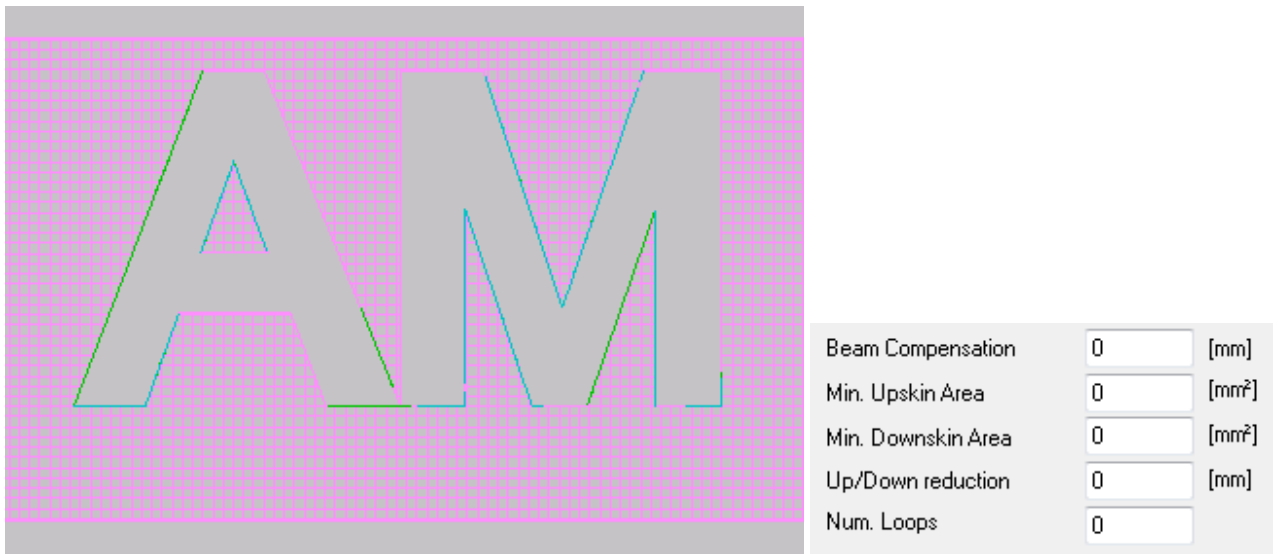 AM
Beam Compensation 0 [mm]
Min. Upskin Area 0 [mm²]
Min. Downskin Area 0 [mm²]
Up/Down reduction 0 [mm]
Num. Loops 0